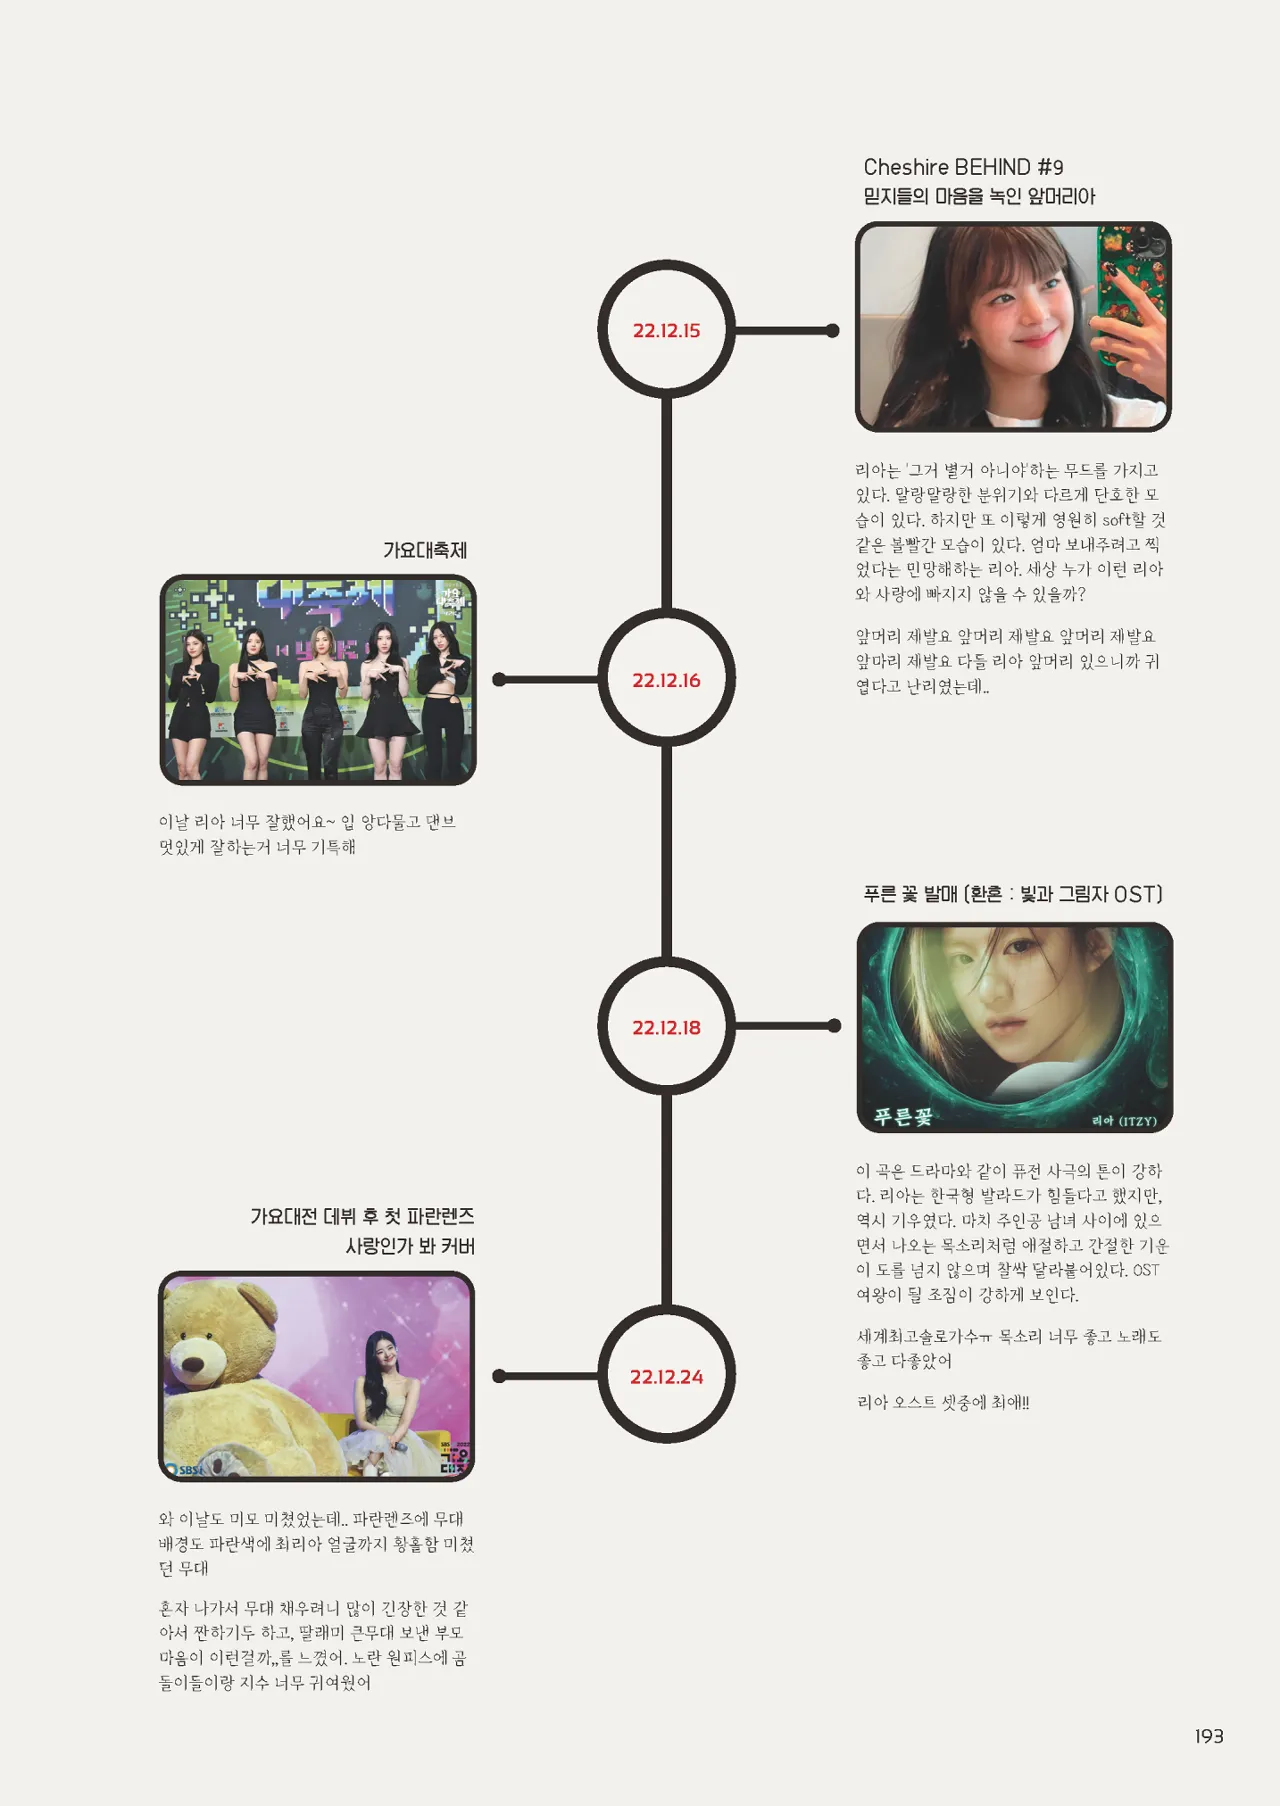 Cheshire BEHIND #9
믿지들의 마음을 녹인 앞머리아
22.12.15
리아는 '그거 별거 아니야'하는 무드를 가지고
있다. 말랑말랑한 분위기와 다르게 단호한 모
습이 있다. 하지만 또 이렇게 영원히 soft할 것
같은 볼빨간 모습이 있다. 엄마 보내주려고 찍
었다는 민망해하는 리아. 세상 누가 이런 리아
와 사랑에 빠지지 않을 수 있을까?
앞머리 제발요 앞머리 제발요 앞머리 제발요
앞마리 제발요 다들 리아 앞머리 있으니까 귀
엽다고 난리였는데..
가요대축제
대축제
22.12.16
이날 리아 너무 잘했어요~ 입 앙다물고 댄브
멋있게 잘하는거 너무 기특해
푸른 꽃 발매 (환혼 : 빛과 그림자 OST)
22.12.18
푸른꽃
리아 (ITZY)
이 곡은 드라마와 같이 퓨전 사극의 톤이 강하
다. 리아는 한국형 발라드가 힘들다고 했지만,
역시 기우였다. 마치 주인공 남녀 사이에 있으
면서 나오는 목소리처럼 애절하고 간절한 기운
이 도를 넘지 않으며 찰싹 달라붙어있다. OST
여왕이 될 조짐이 강하게 보인다.
세계최고솔로가수ㅠ 목소리 너무 좋고 노래도
좋고 다좋았어
리아 오스트 셋중에 최애!!
가요대전 데뷔 후 첫 파란렌즈
사랑인가 봐 커버
22.12.24
SBS 2022
가요
대전
SBSi
와 이날도 미모 미쳤었는데.. 파란렌즈에 무대
배경도 파란색에 최리아 얼굴까지 황홀함 미쳤
던 무대
혼자 나가서 무대 채우려니 많이 긴장한 것 같
아서 짠하기두 하고, 딸래미 큰무대 보낸 부모
마음이 이런걸까,,를 느꼈어. 노란 원피스에 곰
돌이들이랑 지수 너무 귀여웠어
193